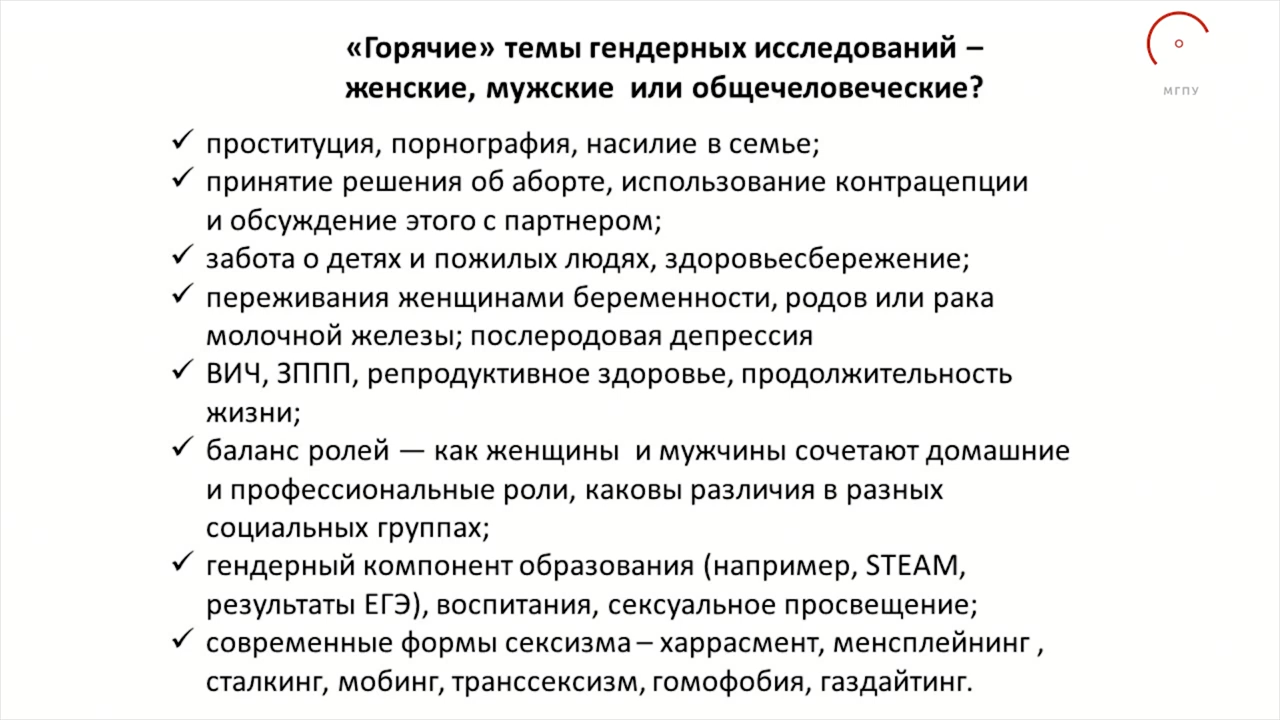 «Горячие» темы гендерных исследований –
женские, мужские или общечеловеческие?
МГПУ
✓ проституция, порнография, насилие в семье;
✓ принятие решения об аборте, использование контрацепции
и обсуждение этого с партнером;
✓ забота о детях и пожилых людях, здоровьесбережение;
✓ переживания женщинами беременности, родов или рака
молочной железы; послеродовая депрессия
✓ ВИЧ, ЗППП, репродуктивное здоровье, продолжительность
жизни;
✓ баланс ролей — как женщины и мужчины сочетают домашние
и профессиональные роли, каковы различия в разных
социальных группах;
✓ гендерный компонент образования (например, STEAM,
результаты ЕГЭ), воспитания, сексуальное просвещение;
✓ современные формы сексизма – харрасмент, менсплейнинг ,
сталкинг, мобинг, транссексизм, гомофобия, газдайтинг.